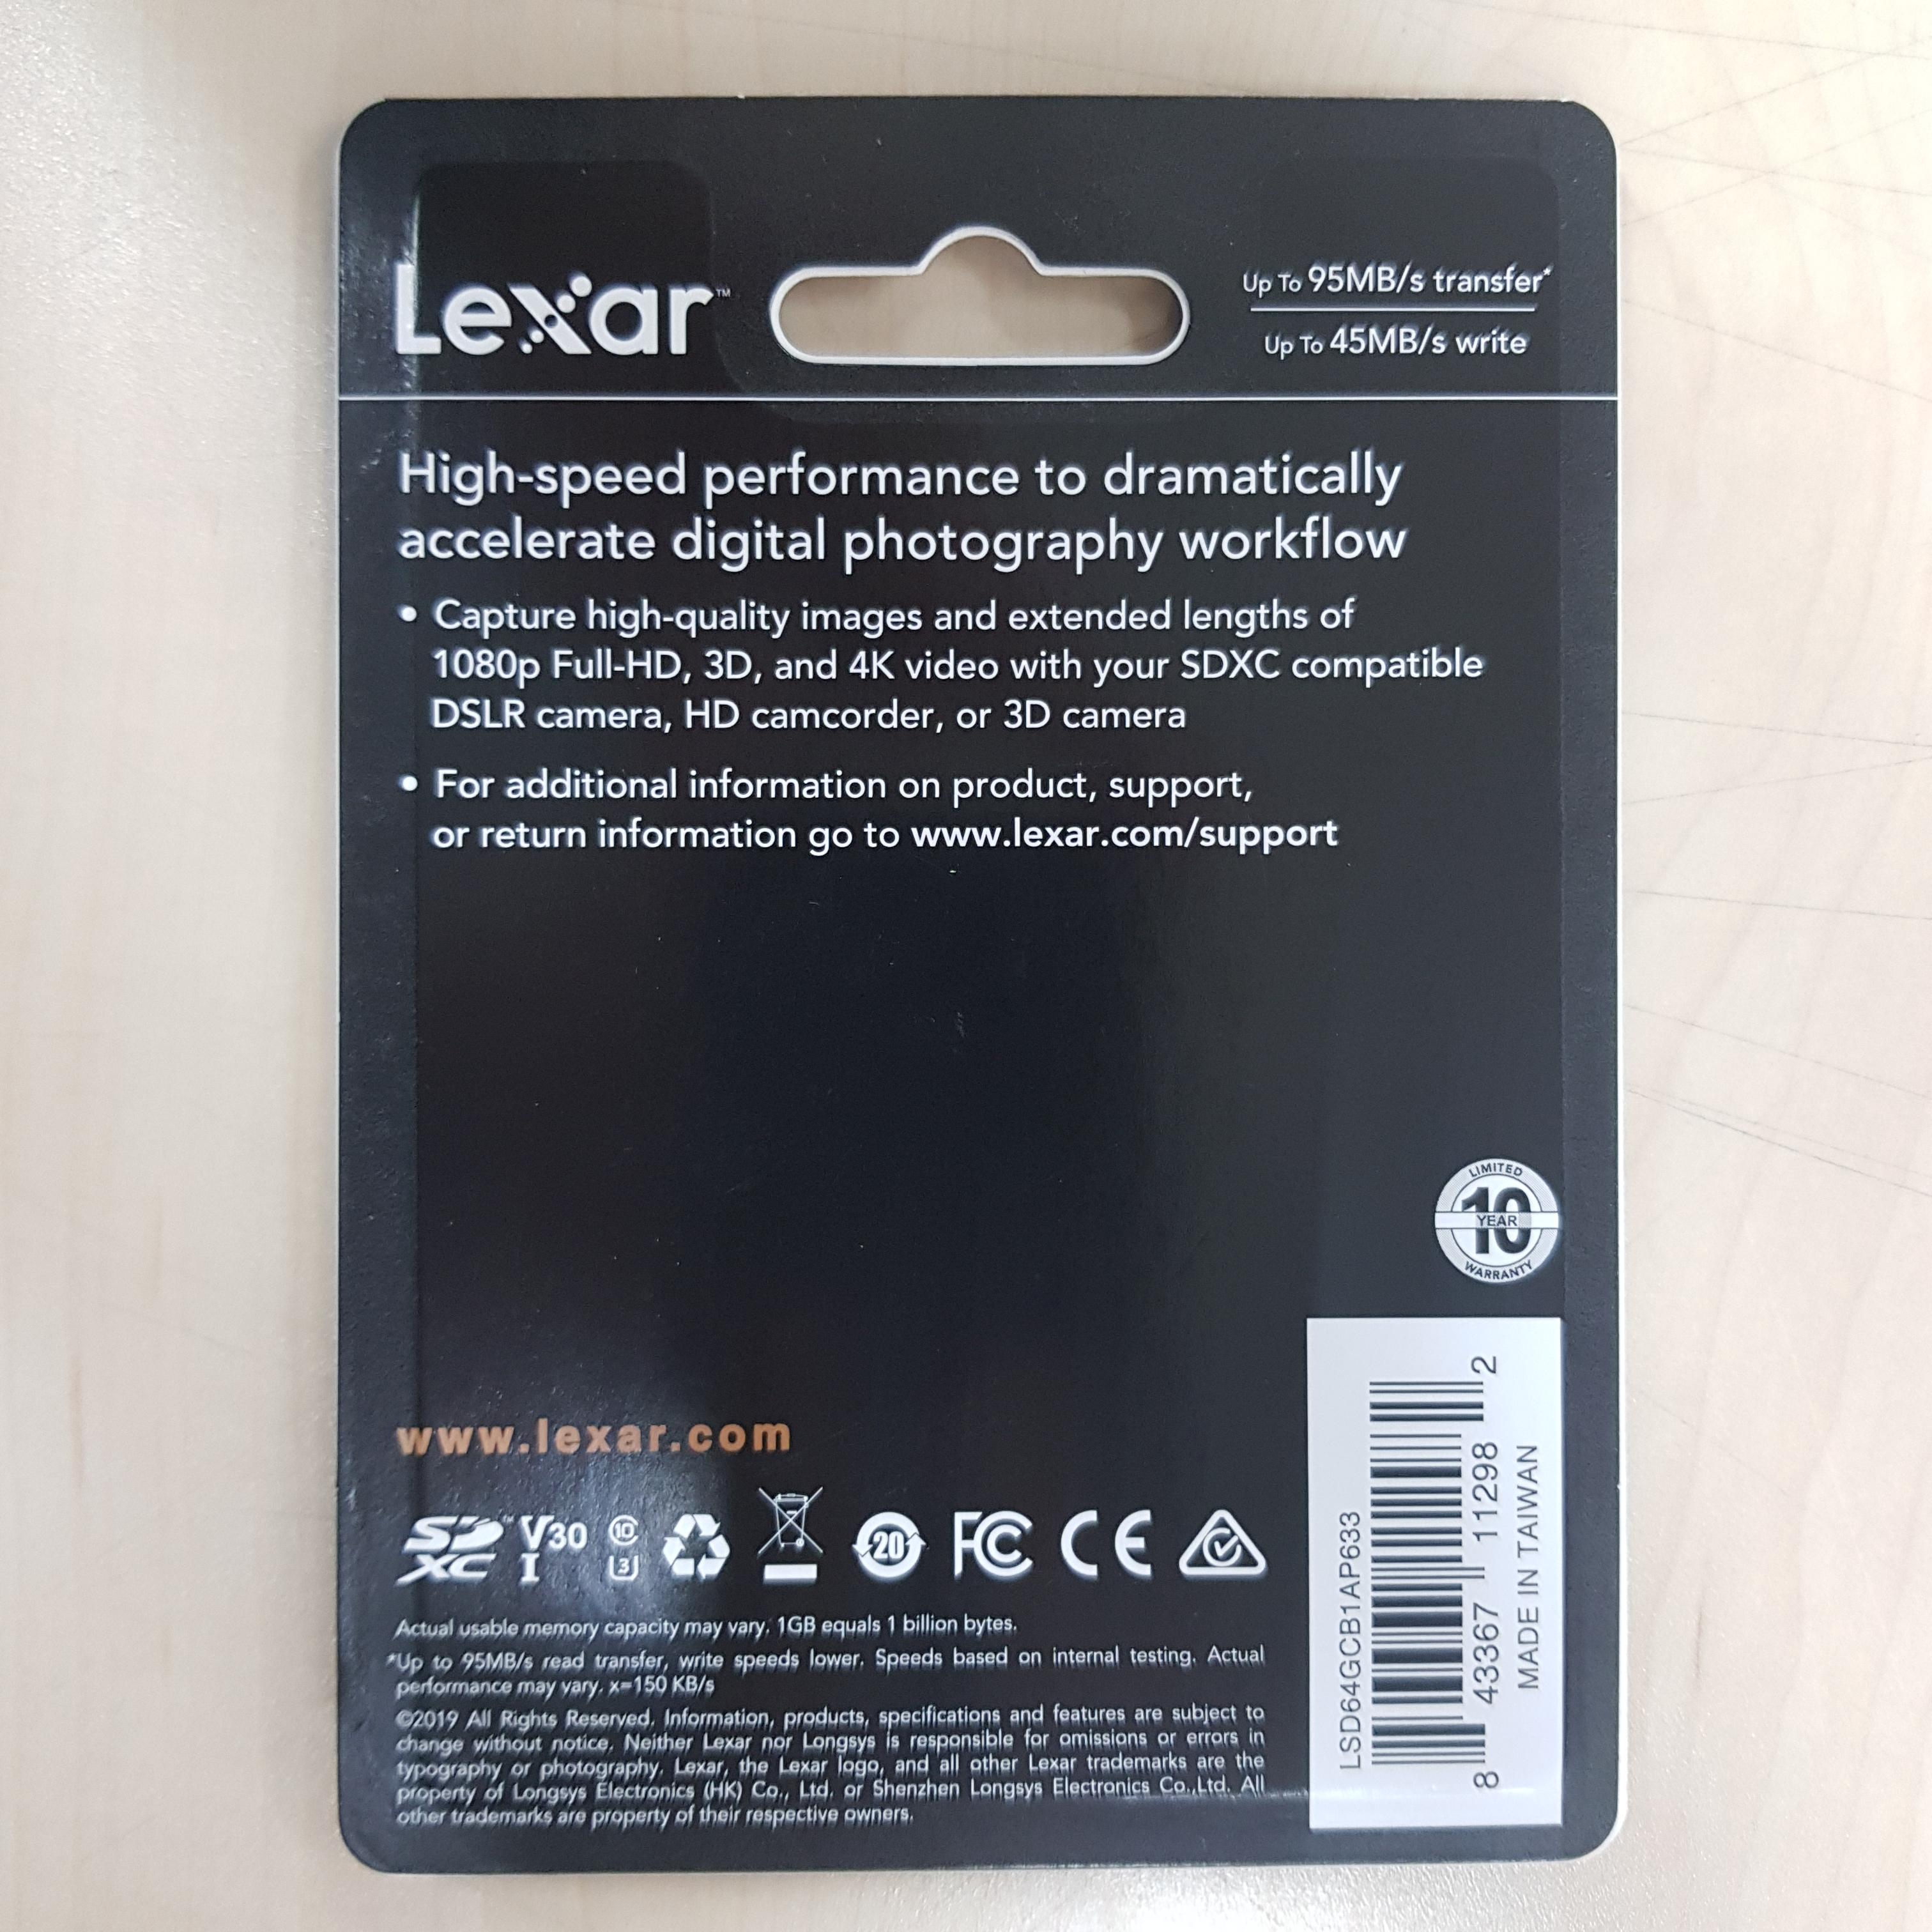 Lexar™
Up To 95MB/s transfer*
Up To 45MB/s write
High-speed performance to dramatically
accelerate digital photography workflow
• Capture high-quality images and extended lengths of
1080p Full-HD, 3D, and 4K video with your SDXC compatible
DSLR camera, HD camcorder, or 3D camera
• For additional information on product, support,
or return information go to www.lexar.com/support
LIMITED
10
YEAR
WARRANTY
www.lexar.com
SD™ XC V30 I 10 3 20 FC CE
Actual usable memory capacity may vary. 1GB equals 1 billion bytes.
*Up to 95MB/s read transfer, write speeds lower. Speeds based on internal testing. Actual
performance may vary. x=150 KB/s
©2019 All Rights Reserved. Information, products, specifications and features are subject to
change without notice. Neither Lexar nor Longsys is responsible for omissions or errors in
typography or photography. Lexar, the Lexar logo, and all other Lexar trademarks are the
property of Longsys Electronics (HK) Co., Ltd. or Shenzhen Longsys Electronics Co.,Ltd. All
other trademarks are property of their respective owners.
LSD64GCB1AP633
8 43367 11298 2
MADE IN TAIWAN